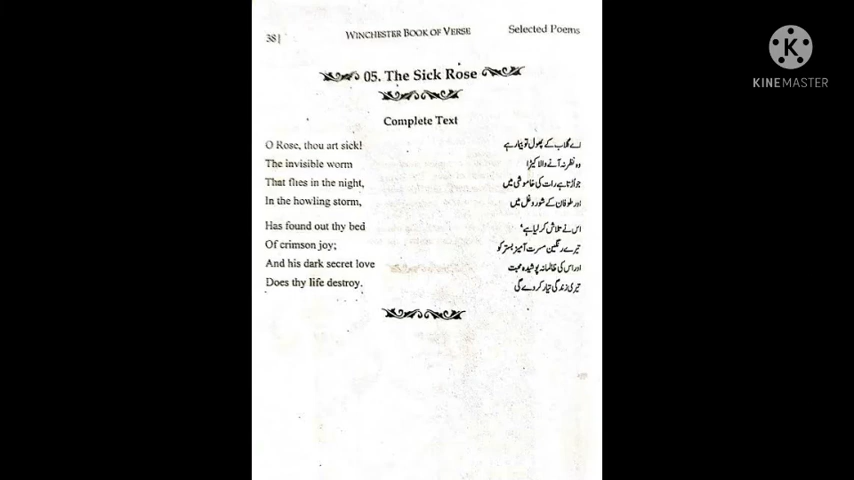 38|
WINCHESTER BOOK OF VERSE
Selected Poems
05. The Sick Rose
Complete Text
O Rose, thou art sick!
اے گلاب کے پھول تو بیمار ہے
The invisible worm
وہ نظر نہ آنے والا کیڑا
That flies in the night,
جو اڑتا ہے رات کی خاموشی میں
In the howling storm,
اور طوفان کے شور و غل میں
Has found out thy bed
اس نے تلاش کر لیا ہے‘
Of crimson joy;
تیرے رنگین مسرت آمیز بستر کو
And his dark secret love
اور اس کی ظالمانہ پوشیدہ محبت
Does thy life destroy.
تیری زندگی تباہ کر دے گی
K
KINEMASTER